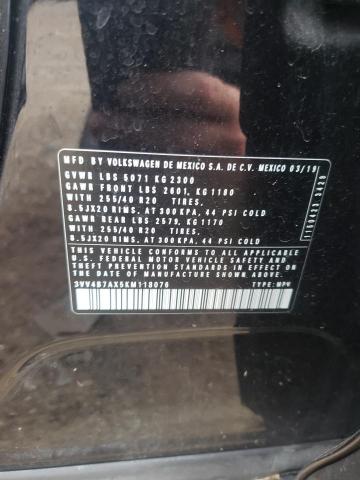 MFD. BY VOLKSWAGEN DE MEXICO S.A. DE C.V. MEXICO 03/19
GVWR LBS 5071 KG 2300
GAWR FRONT LBS 2601, KG 1180
WITH 255/40 R20 TIRES,
8.5JX20 RIMS, AT 300 KPA, 44 PSI COLD
GAWR REAR LBS 2579, KG 1170
WITH 255/40 R20 TIRES,
8.5JX20 RIMS, AT 300 KPA, 44 PSI COLD
THIS VEHICLE CONFORMS TO ALL APPLICABLE
U.S. FEDERAL MOTOR VEHICLE SAFETY AND
THEFT PREVENTION STANDARDS IN EFFECT ON
THE DATE OF MANUFACTURE SHOWN ABOVE.
3VV4B7AX5KM118076 TYPE: MPV